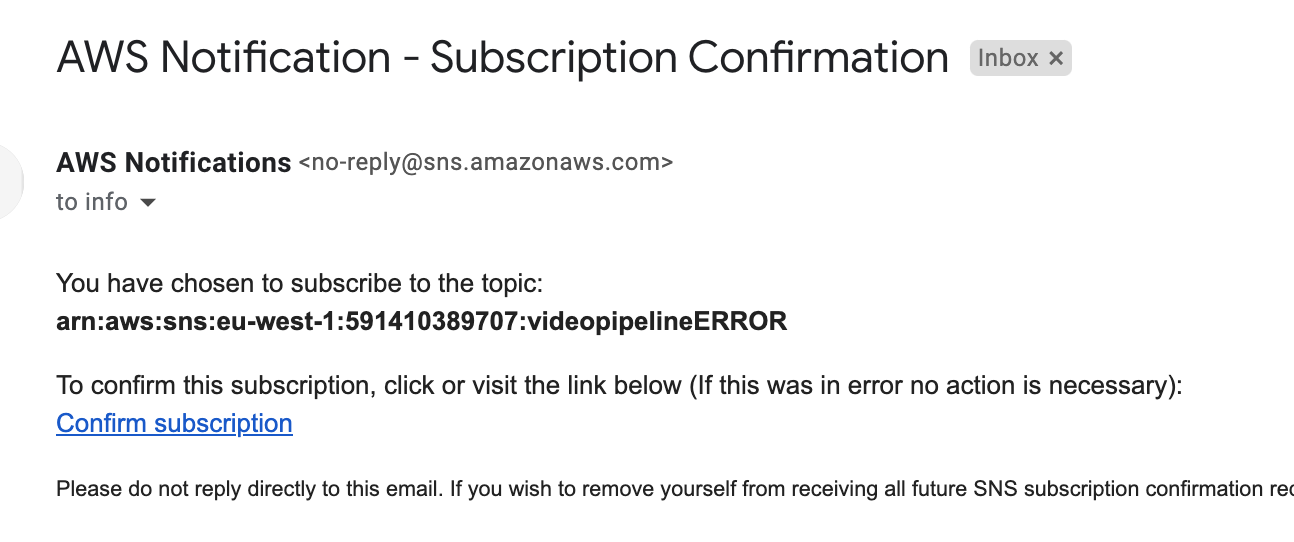 AWS Notification - Subscription Confirmation Inbox ×
AWS Notifications <no-reply@sns.amazonaws.com>
to info
You have chosen to subscribe to the topic:
arn:aws:sns:eu-west-1:591410389707:videopipelineERROR
To confirm this subscription, click or visit the link below (If this was in error no action is necessary):
Confirm subscription
Please do not reply directly to this email. If you wish to remove yourself from receiving all future SNS subscription confirmation